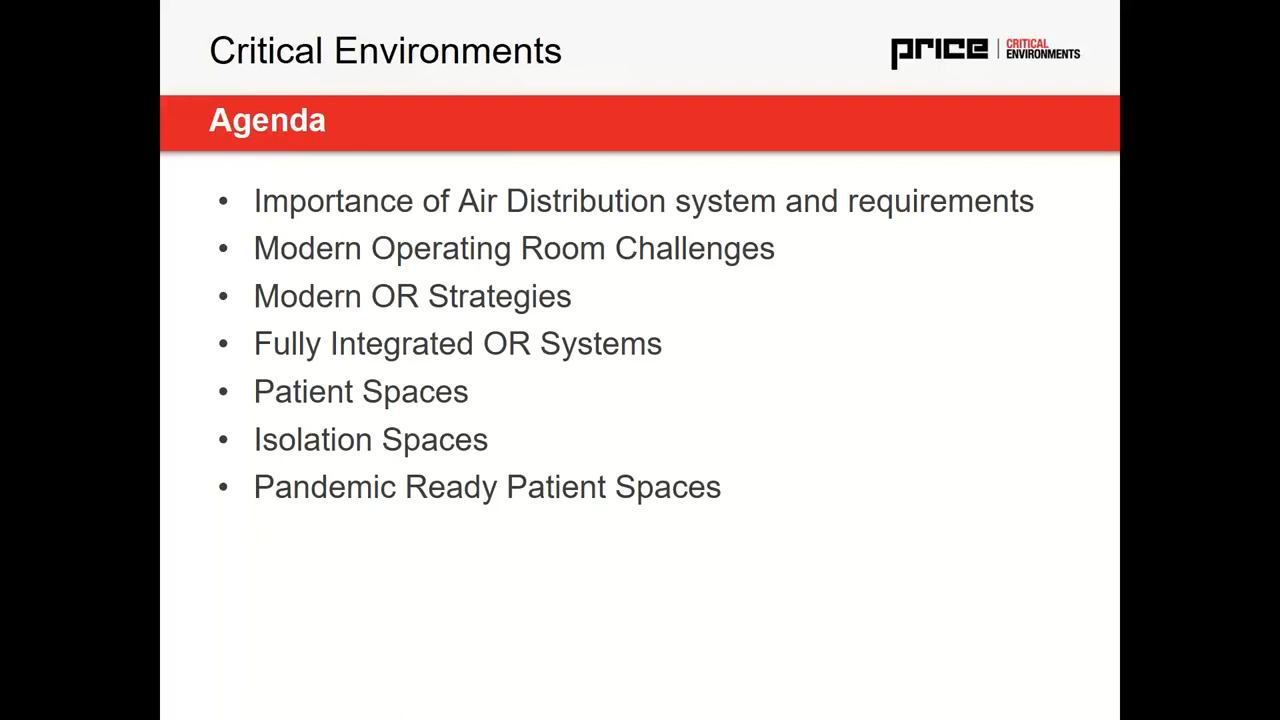 Critical Environments
price | CRITICAL
ENVIRONMENTS
Agenda
• Importance of Air Distribution system and requirements
• Modern Operating Room Challenges
• Modern OR Strategies
• Fully Integrated OR Systems
• Patient Spaces
• Isolation Spaces
• Pandemic Ready Patient Spaces